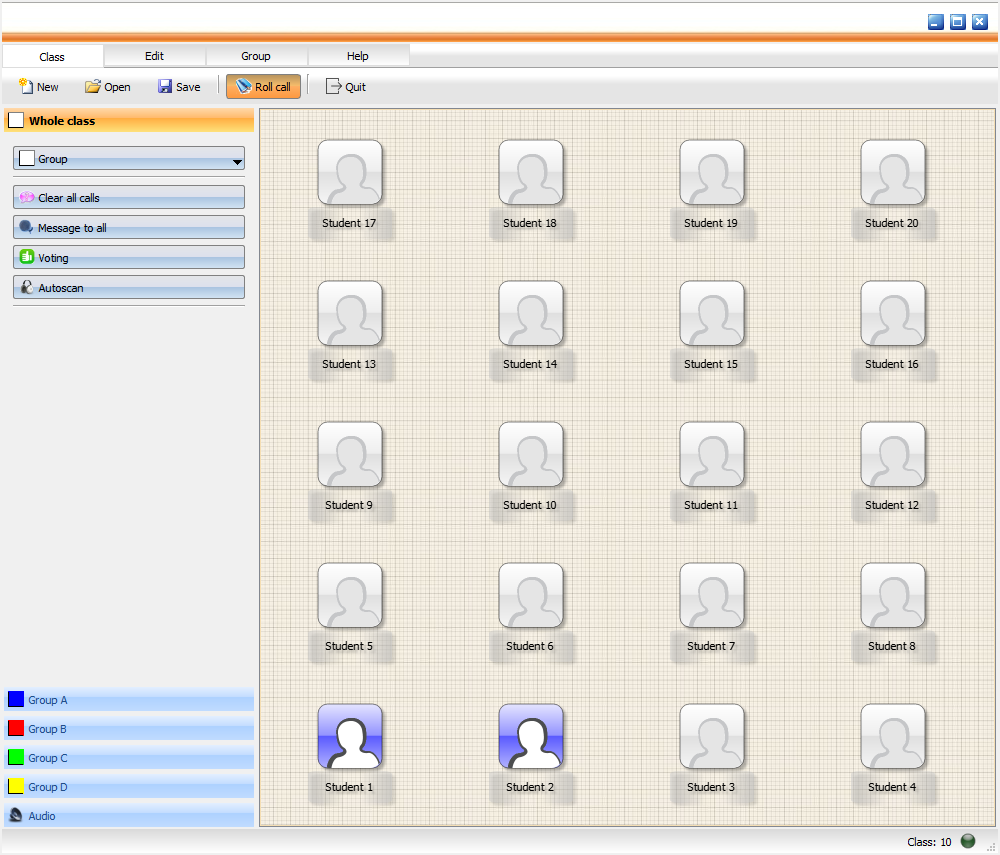 Class Edit Group Help
New Open Save Roll call Quit
Whole class
Group
Clear all calls
Message to all
Voting
Autoscan
Group A
Group B
Group C
Group D
Audio
Student 17 Student 18 Student 19 Student 20
Student 13 Student 14 Student 15 Student 16
Student 9 Student 10 Student 11 Student 12
Student 5 Student 6 Student 7 Student 8
Student 1 Student 2 Student 3 Student 4
Class: 10